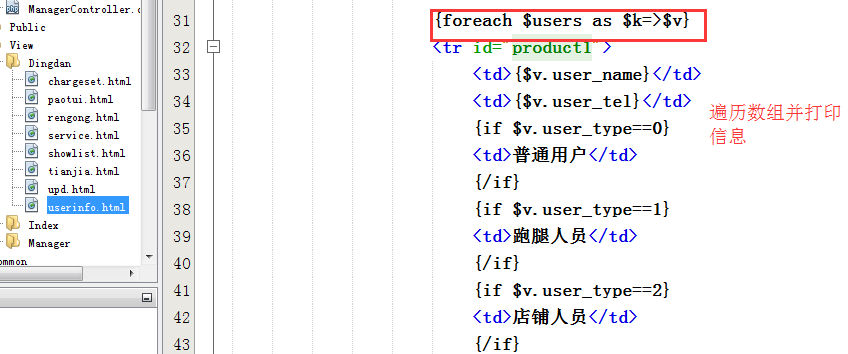 ManagerController.
Public
View
Dingdan
chargeset.html
paotui.html
rengong.html
service.html
showlist.html
tianjia.html
upd.html
userinfo.html
Index
Manager
ommon
31 {foreach $users as $k=>$v}
32 <tr id="product1">
33 <td>{$v.user_name}</td>
34 <td>{$v.user_tel}</td>
35 {if $v.user_type==0}
36 <td>普通用户</td>
37 {/if}
38 {if $v.user_type==1}
39 <td>跑腿人员</td>
40 {/if}
41 {if $v.user_type==2}
42 <td>店铺人员</td>
43 {/if}
遍历数组并打印
信息